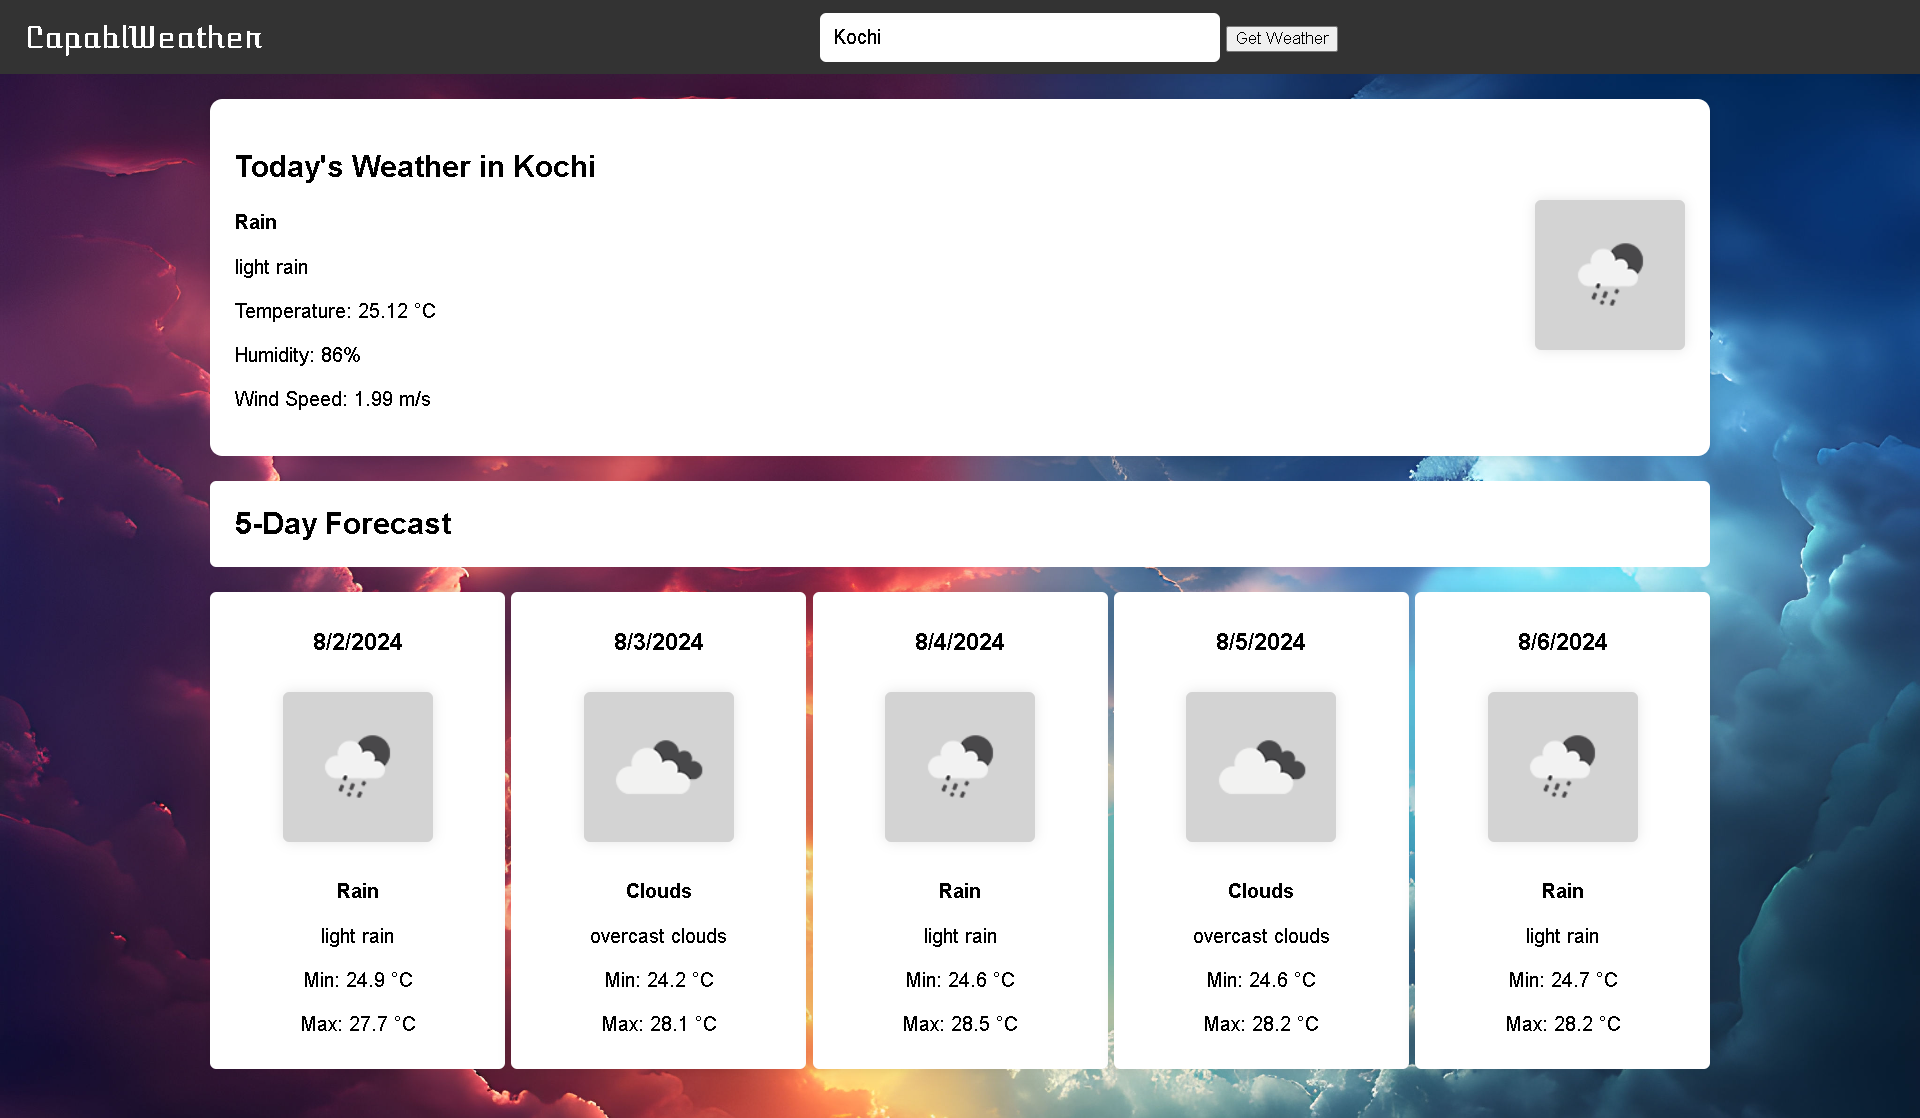 CapablWeather
Kochi
Get Weather
Today's Weather in Kochi
Rain
light rain
Temperature: 25.12 °C
Humidity: 86%
Wind Speed: 1.99 m/s
5-Day Forecast
8/2/2024
Rain
light rain
Min: 24.9 °C
Max: 27.7 °C
8/3/2024
Clouds
overcast clouds
Min: 24.2 °C
Max: 28.1 °C
8/4/2024
Rain
light rain
Min: 24.6 °C
Max: 28.5 °C
8/5/2024
Clouds
overcast clouds
Min: 24.6 °C
Max: 28.2 °C
8/6/2024
Rain
light rain
Min: 24.7 °C
Max: 28.2 °C